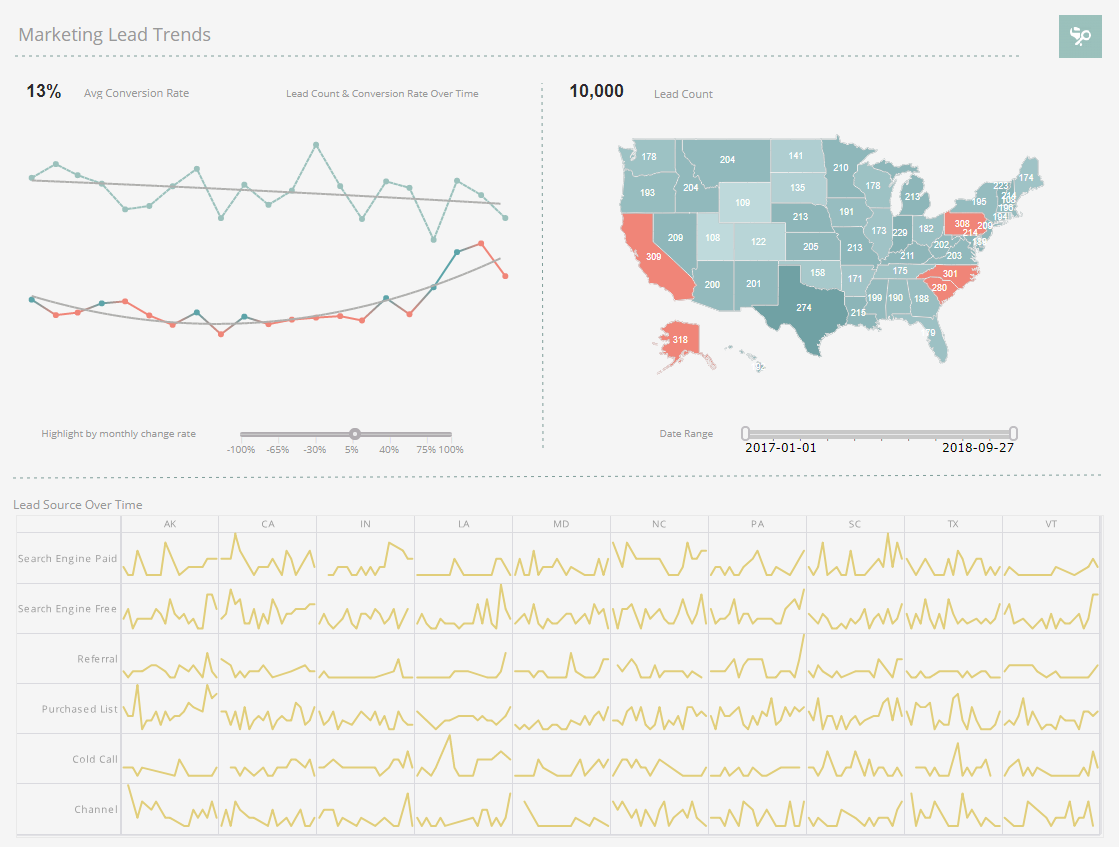 Marketing Lead Trends
13% Avg Conversion Rate
Lead Count & Conversion Rate Over Time
10,000 Lead Count
178
204
141
210
174
193
204
135
178
213
223
109
191
195
213
309
209
108
122
205
213
173
229
182
308
209
214
202
203
211
200
201
158
171
175
301
280
274
215
199
190
188
318
Highlight by monthly change rate
-100% -65% -30% 5% 40% 75% 100%
Date Range
2017-01-01 2018-09-27
Lead Source Over Time
AK CA IN LA MD NC PA SC TX VT
Search Engine Paid
Search Engine Free
Referral
Purchased List
Cold Call
Channel